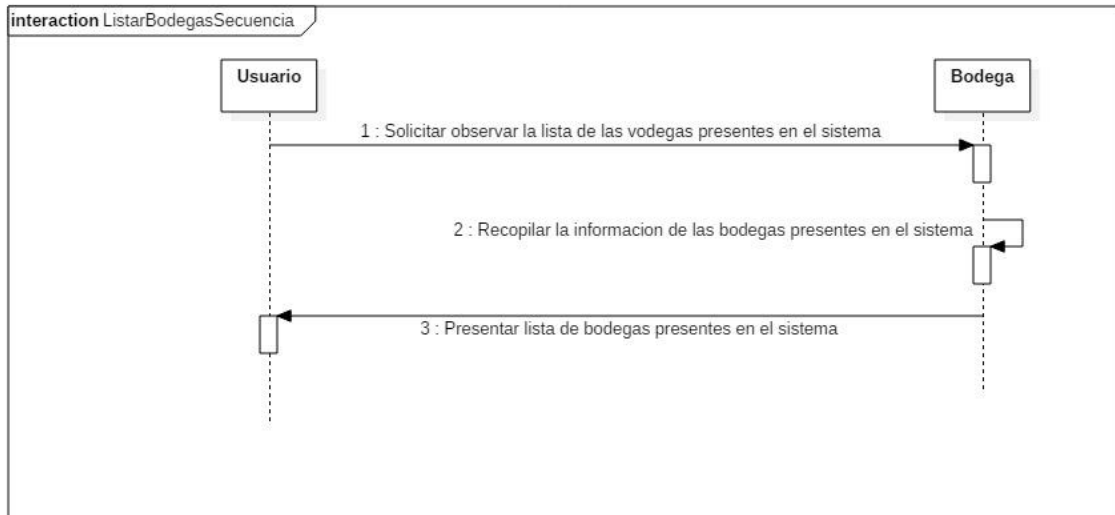 interaction ListarBodegasSecuencia
Usuario
Bodega
1 : Solicitar observar la lista de las vodegas presentes en el sistema
2 : Recopilar la informacion de las bodegas presentes en el sistema
3 : Presentar lista de bodegas presentes en el sistema